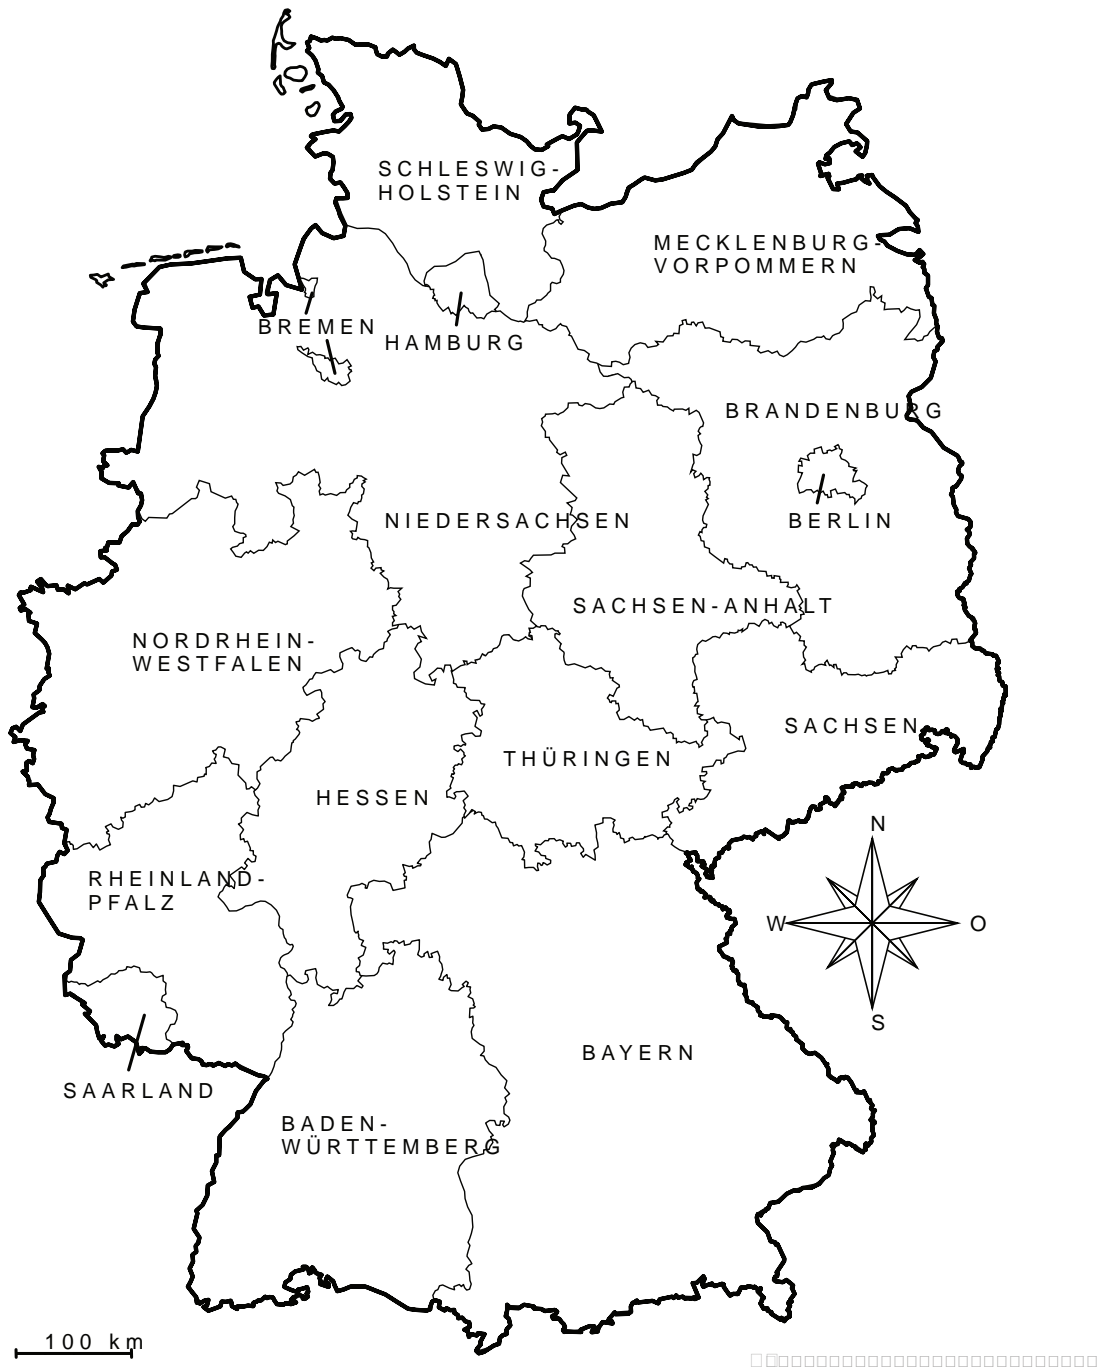 SCHLESWIG-
HOLSTEIN
MECKLENBURG-
VORPOMMERN
BREMEN
HAMBURG
BRANDENBURG
NIEDERSACHSEN
BERLIN
SACHSEN-ANHALT
NORDRHEIN-
WESTFALEN
SACHSEN
THÜRINGEN
HESSEN
N
RHEINLAND-
PFALZ
W
O
S
BAYERN
SAARLAND
BADEN-
WÜRTTEMBERG
100 km